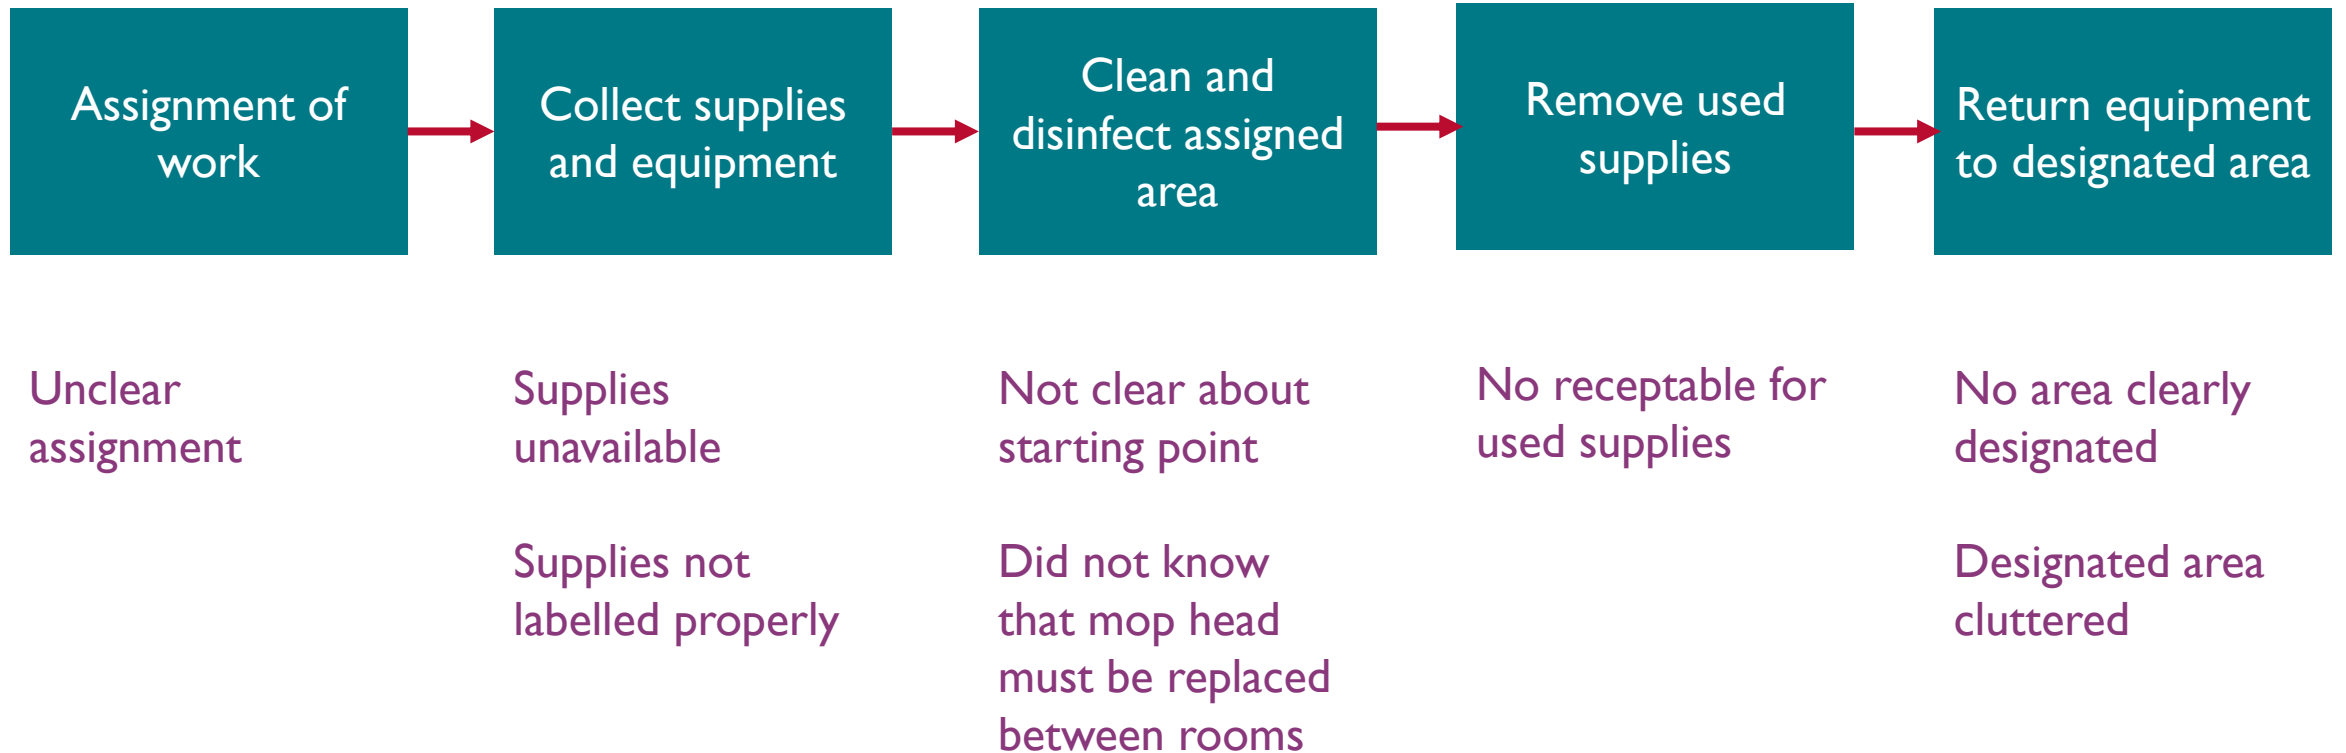 Assignment of
work
Collect supplies
and equipment
Clean and
disinfect assigned
area
Remove used
supplies
Return equipment
to designated area
Unclear
assignment
Supplies
unavailable
Supplies not
labelled properly
Not clear about
starting point
Did not know
that mop head
must be replaced
between rooms
No receptable for
used supplies
No area clearly
designated
Designated area
cluttered